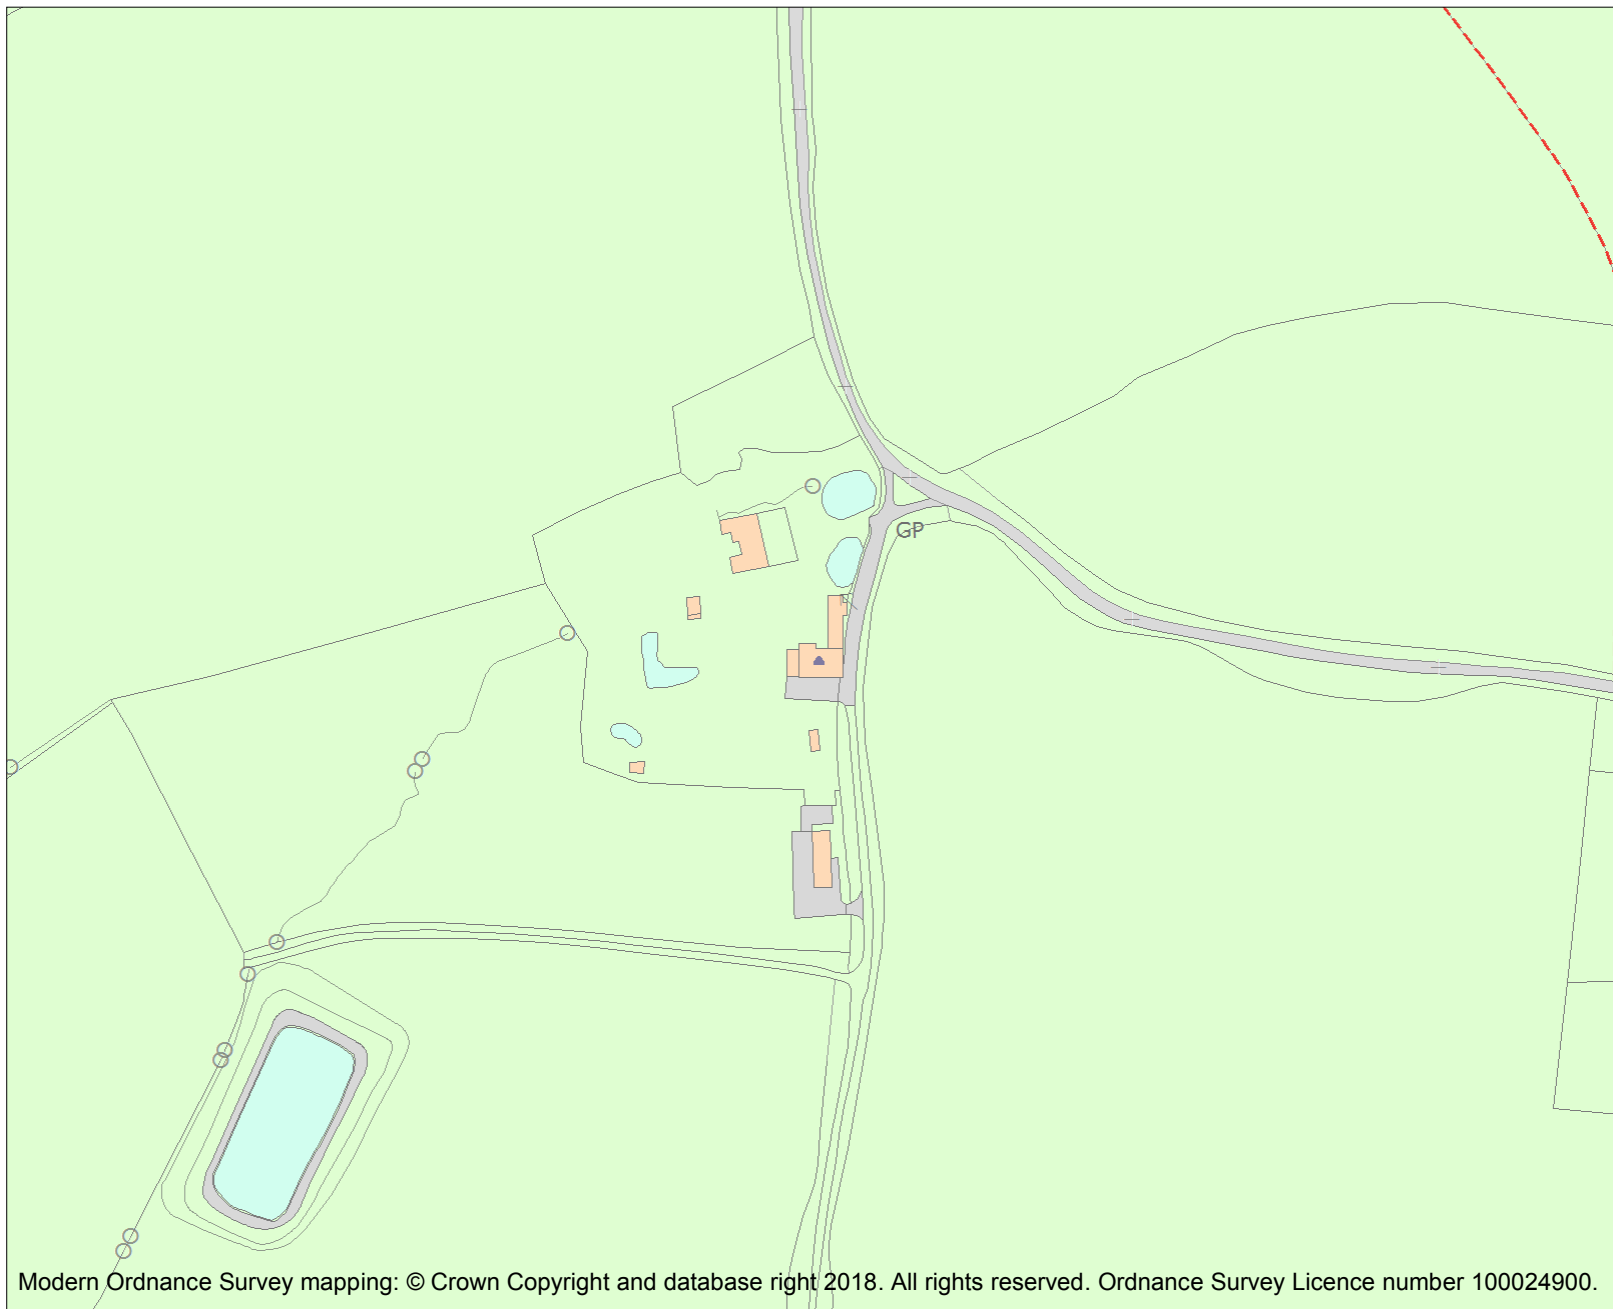 GP
Modern Ordnance Survey mapping: © Crown Copyright and database right 2018. All rights reserved. Ordnance Survey Licence number 100024900.